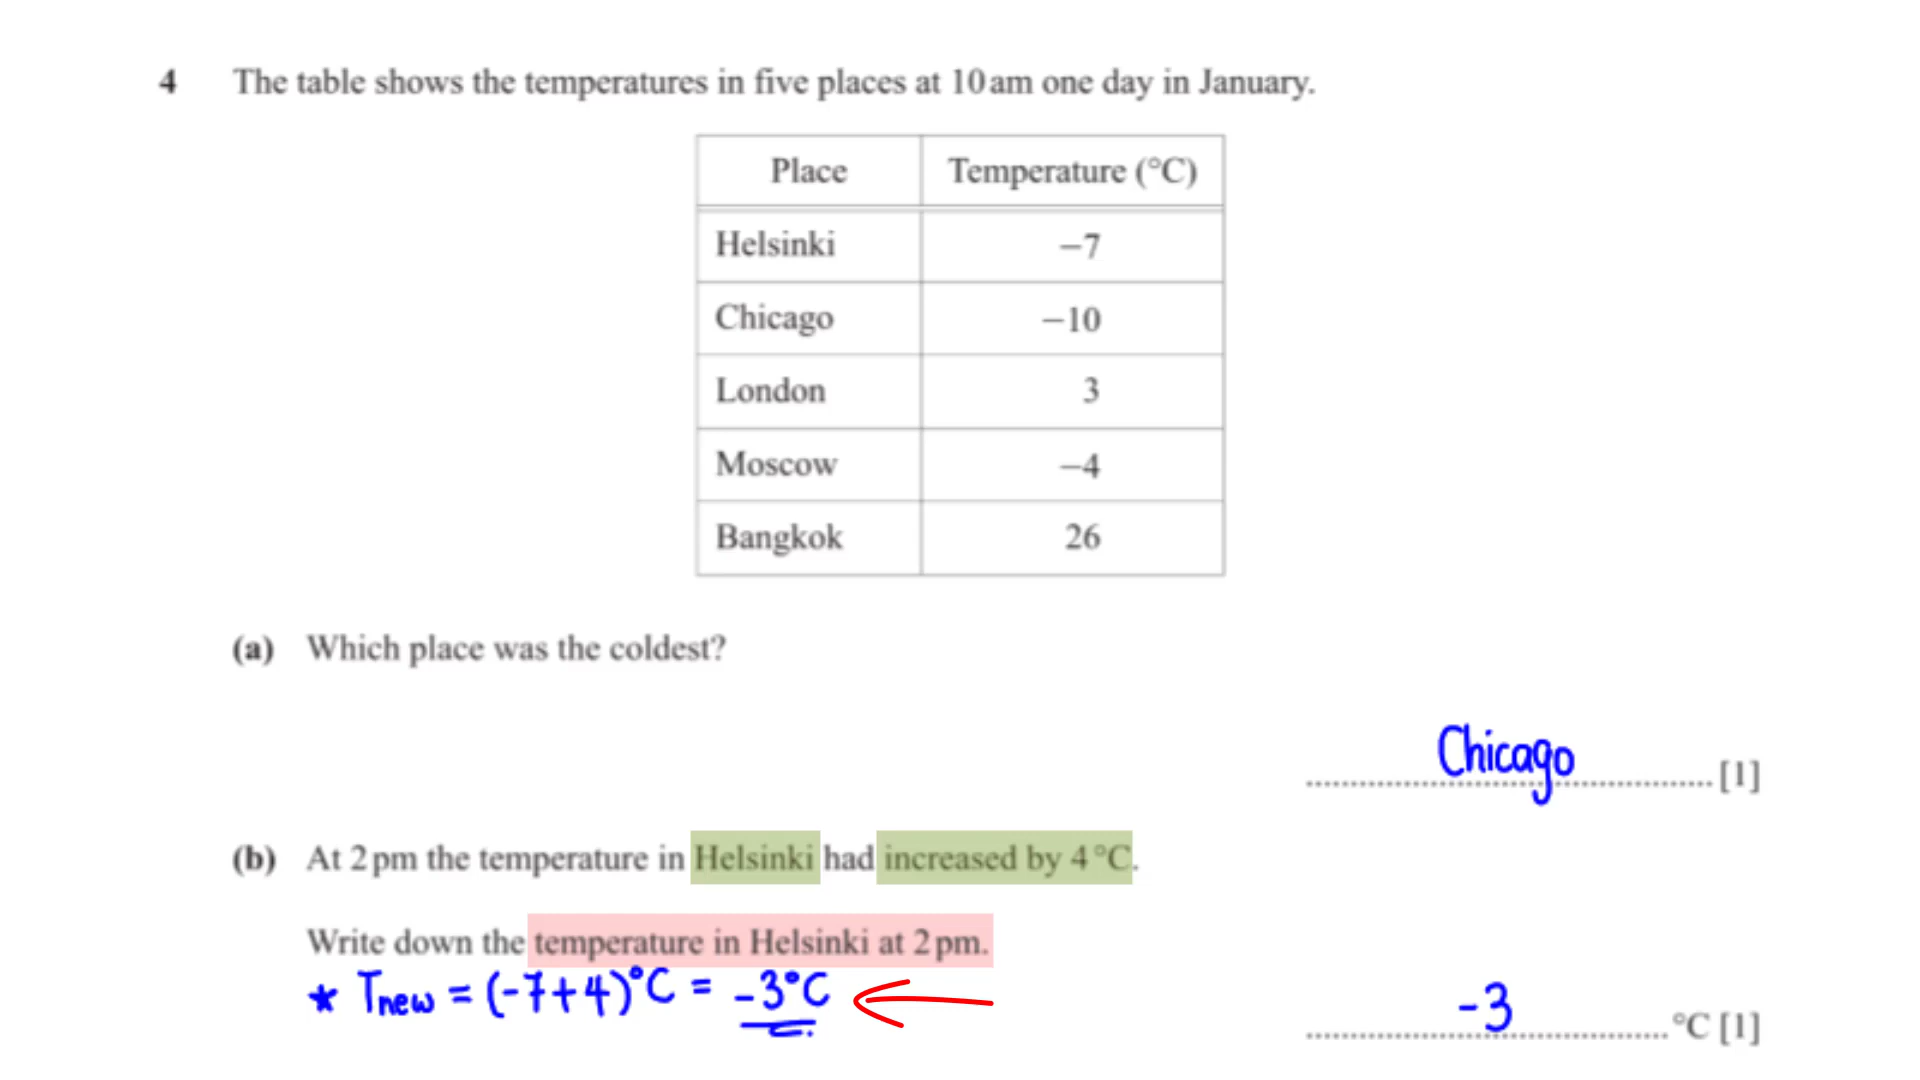 4 The table shows the temperatures in five places at 10 am one day in January.
Place Temperature (°C)
Helsinki −7
Chicago −10
London 3
Moscow −4
Bangkok 26
(a) Which place was the coldest?
Chicago [1]
(b) At 2 pm the temperature in Helsinki had increased by 4 °C.
Write down the temperature in Helsinki at 2 pm.
* Tnew = (-7+4)°C = -3°C
-3 °C [1]